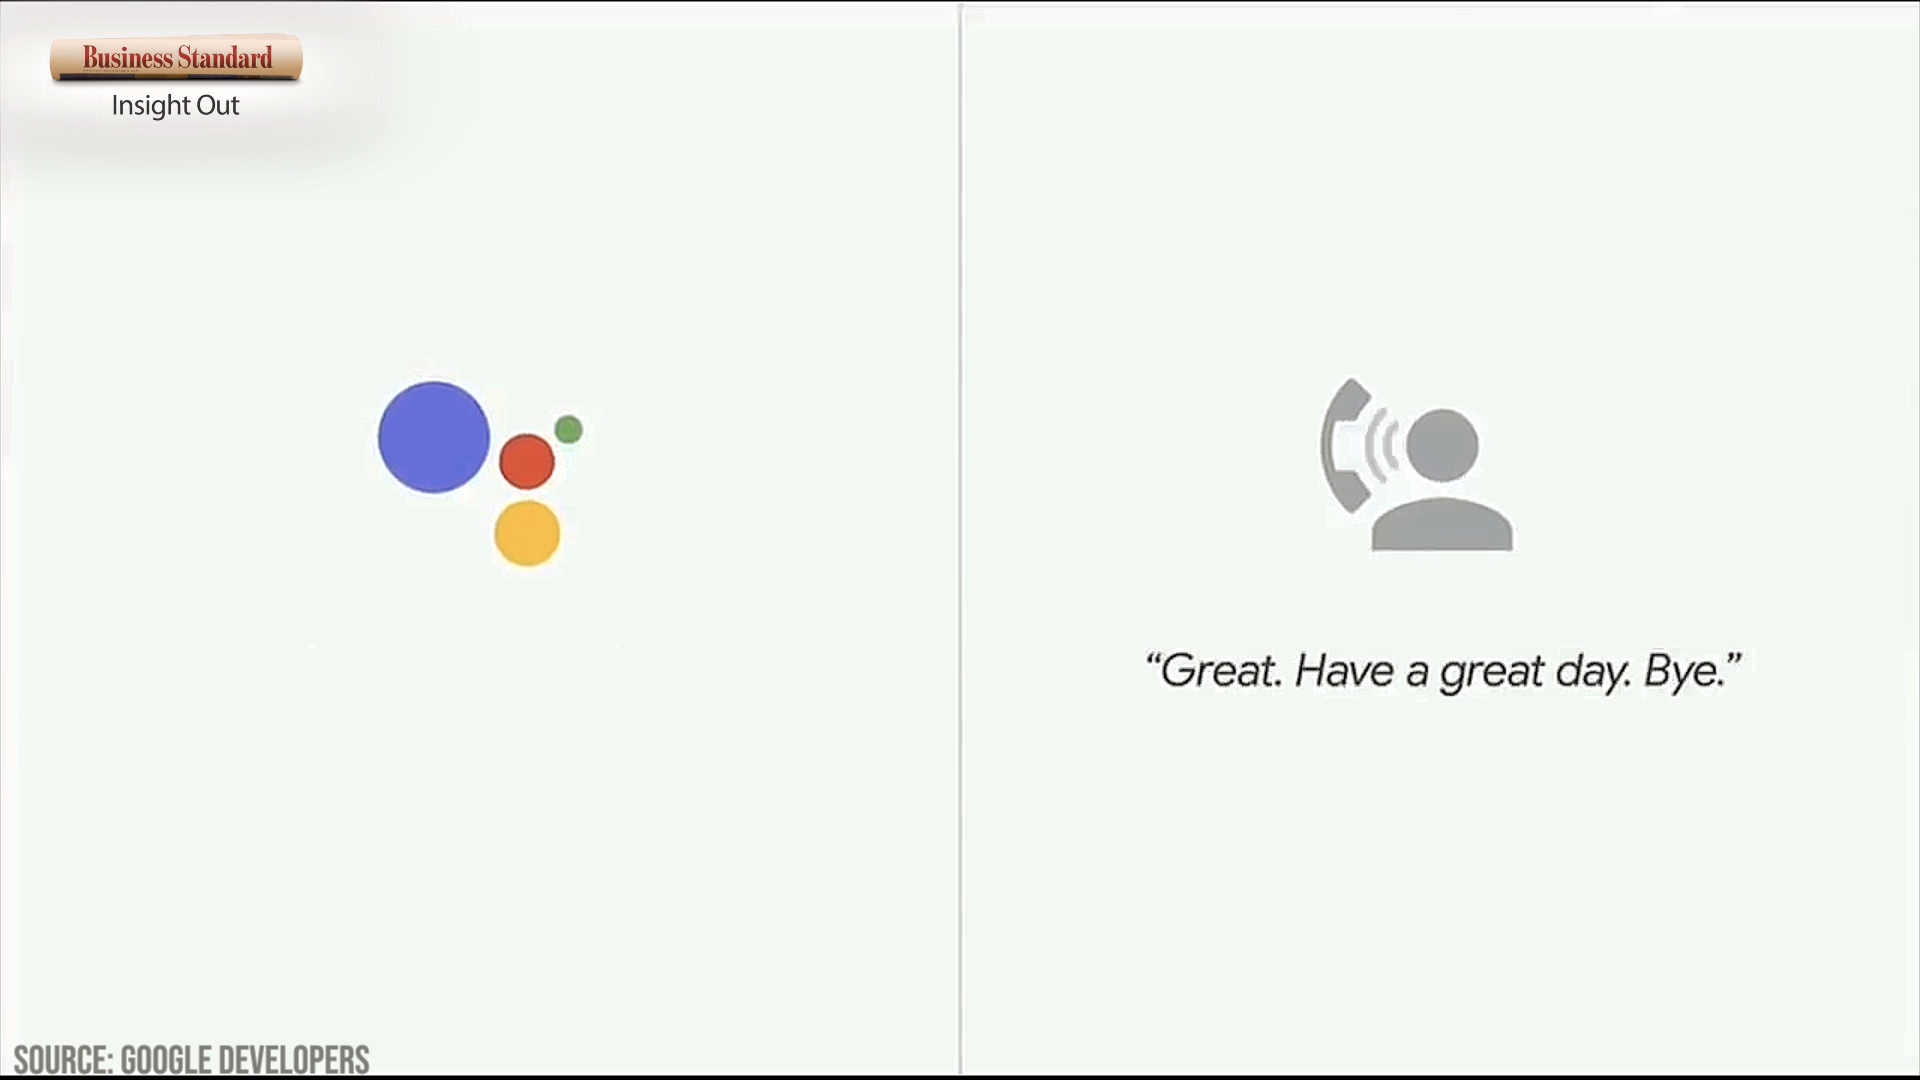 Business Standard
Insight Out
“Great. Have a great day. Bye.”
SOURCE: GOOGLE DEVELOPERS